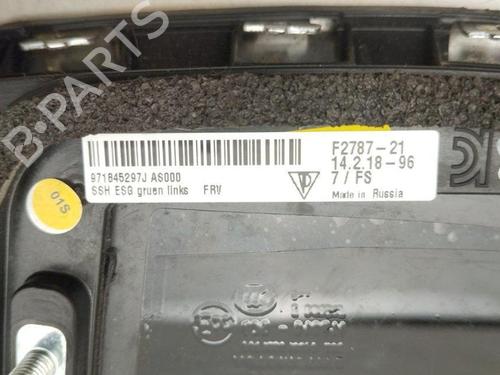 B-PARTS
F2787-21
14.2.18-96
971845297J AS000
7/FS
SSH ESG gruen links FRV
Made in Russia
01S